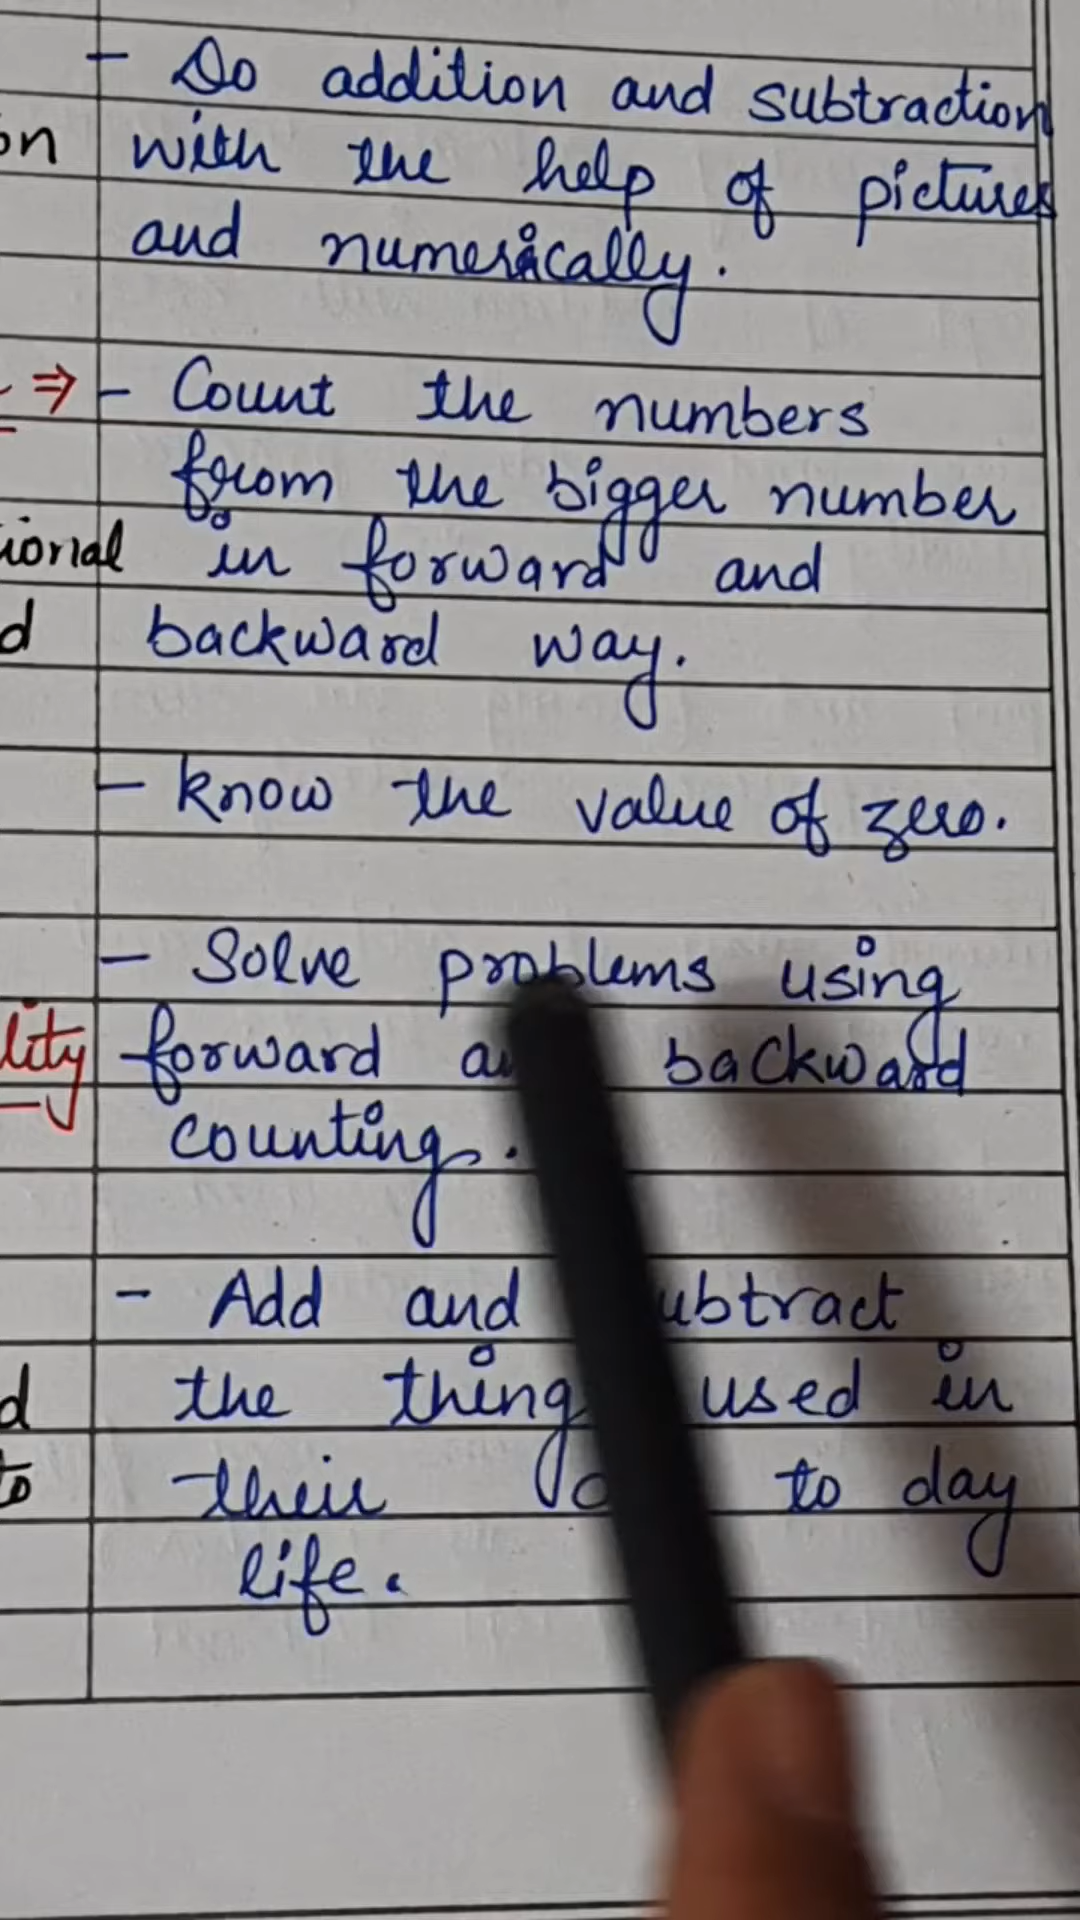 - Do addition and subtraction
on with the help of pictures
and numerically.
⇒ - Count the numbers
from the bigger number
ional in forward and
d backward way.
- know the value of zero.
- Solve problems using
lity forward backward
counting.
- Add and ubtract
d the thing used in
to their to day
life.